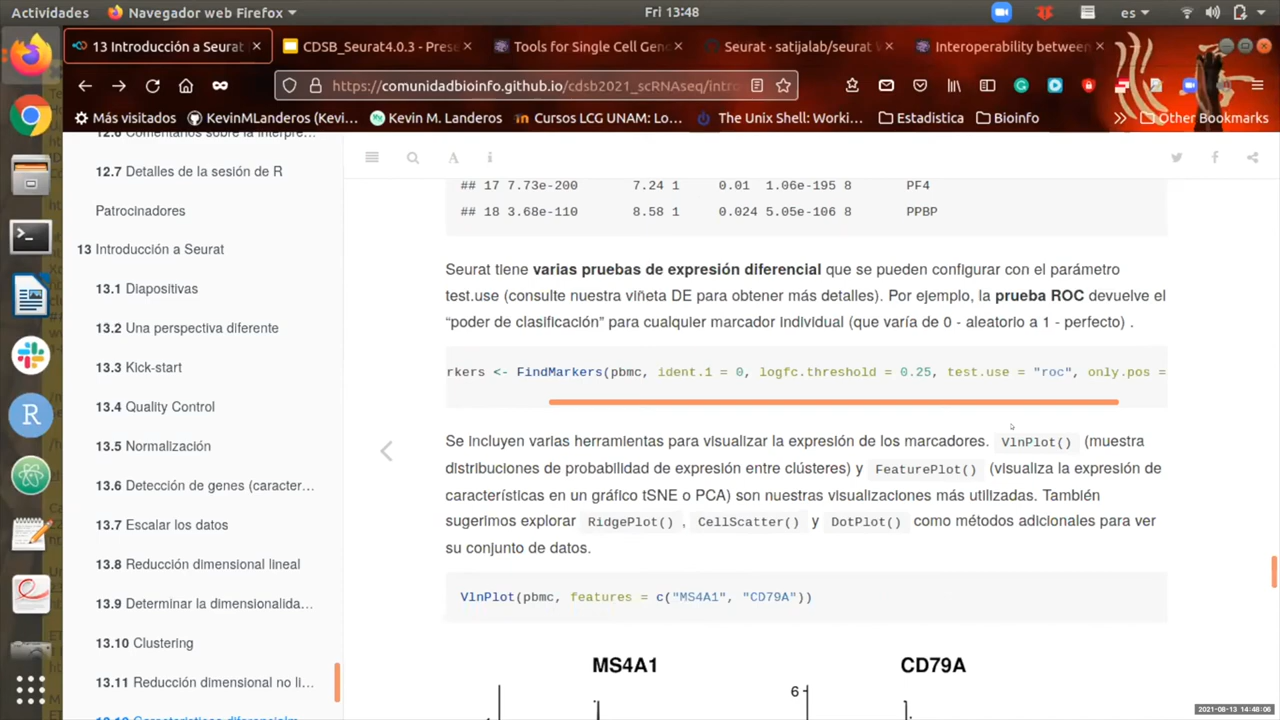 Actividades
Navegador web Firefox
Fri 13:48
es
13 Introducción a Seurat
CDSB_Seurat4.0.3 - Prese
Tools for Single Cell Gen
Seurat · satijalab/seurat W
Interoperability between
https://comunidadbioinfo.github.io/cdsb2021_scRNAseq/intro
Más visitados
KevinMLanderos (Kevi…
Kevin M. Landeros
Cursos LCG UNAM: Lo…
The Unix Shell: Worki…
Estadistica
Bioinfo
Other Bookmarks
12.6 Comentarios sobre la interpre…
12.7 Detalles de la sesión de R
Patrocinadores
13 Introducción a Seurat
13.1 Diapositivas
13.2 Una perspectiva diferente
13.3 Kick-start
13.4 Quality Control
13.5 Normalización
13.6 Detección de genes (caracter…
13.7 Escalar los datos
13.8 Reducción dimensional lineal
13.9 Determinar la dimensionalida…
13.10 Clustering
13.11 Reducción dimensional no li…
## 17 7.73e-200 7.24 1 0.01 1.06e-195 8 PF4
## 18 3.68e-110 8.58 1 0.024 5.05e-106 8 PPBP
Seurat tiene varias pruebas de expresión diferencial que se pueden configurar con el parámetro
test.use (consulte nuestra viñeta DE para obtener más detalles). Por ejemplo, la prueba ROC devuelve el
“poder de clasificación” para cualquier marcador individual (que varía de 0 - aleatorio a 1 - perfecto) .
rkers <- FindMarkers(pbmc, ident.1 = 0, logfc.threshold = 0.25, test.use = "roc", only.pos =
Se incluyen varias herramientas para visualizar la expresión de los marcadores. VlnPlot() (muestra
distribuciones de probabilidad de expresión entre clústeres) y FeaturePlot() (visualiza la expresión de
características en un gráfico tSNE o PCA) son nuestras visualizaciones más utilizadas. También
sugerimos explorar RidgePlot() , CellScatter() y DotPlot() como métodos adicionales para ver
su conjunto de datos.
VlnPlot(pbmc, features = c("MS4A1", "CD79A"))
MS4A1
CD79A
6
2021-08-13 14:48:06